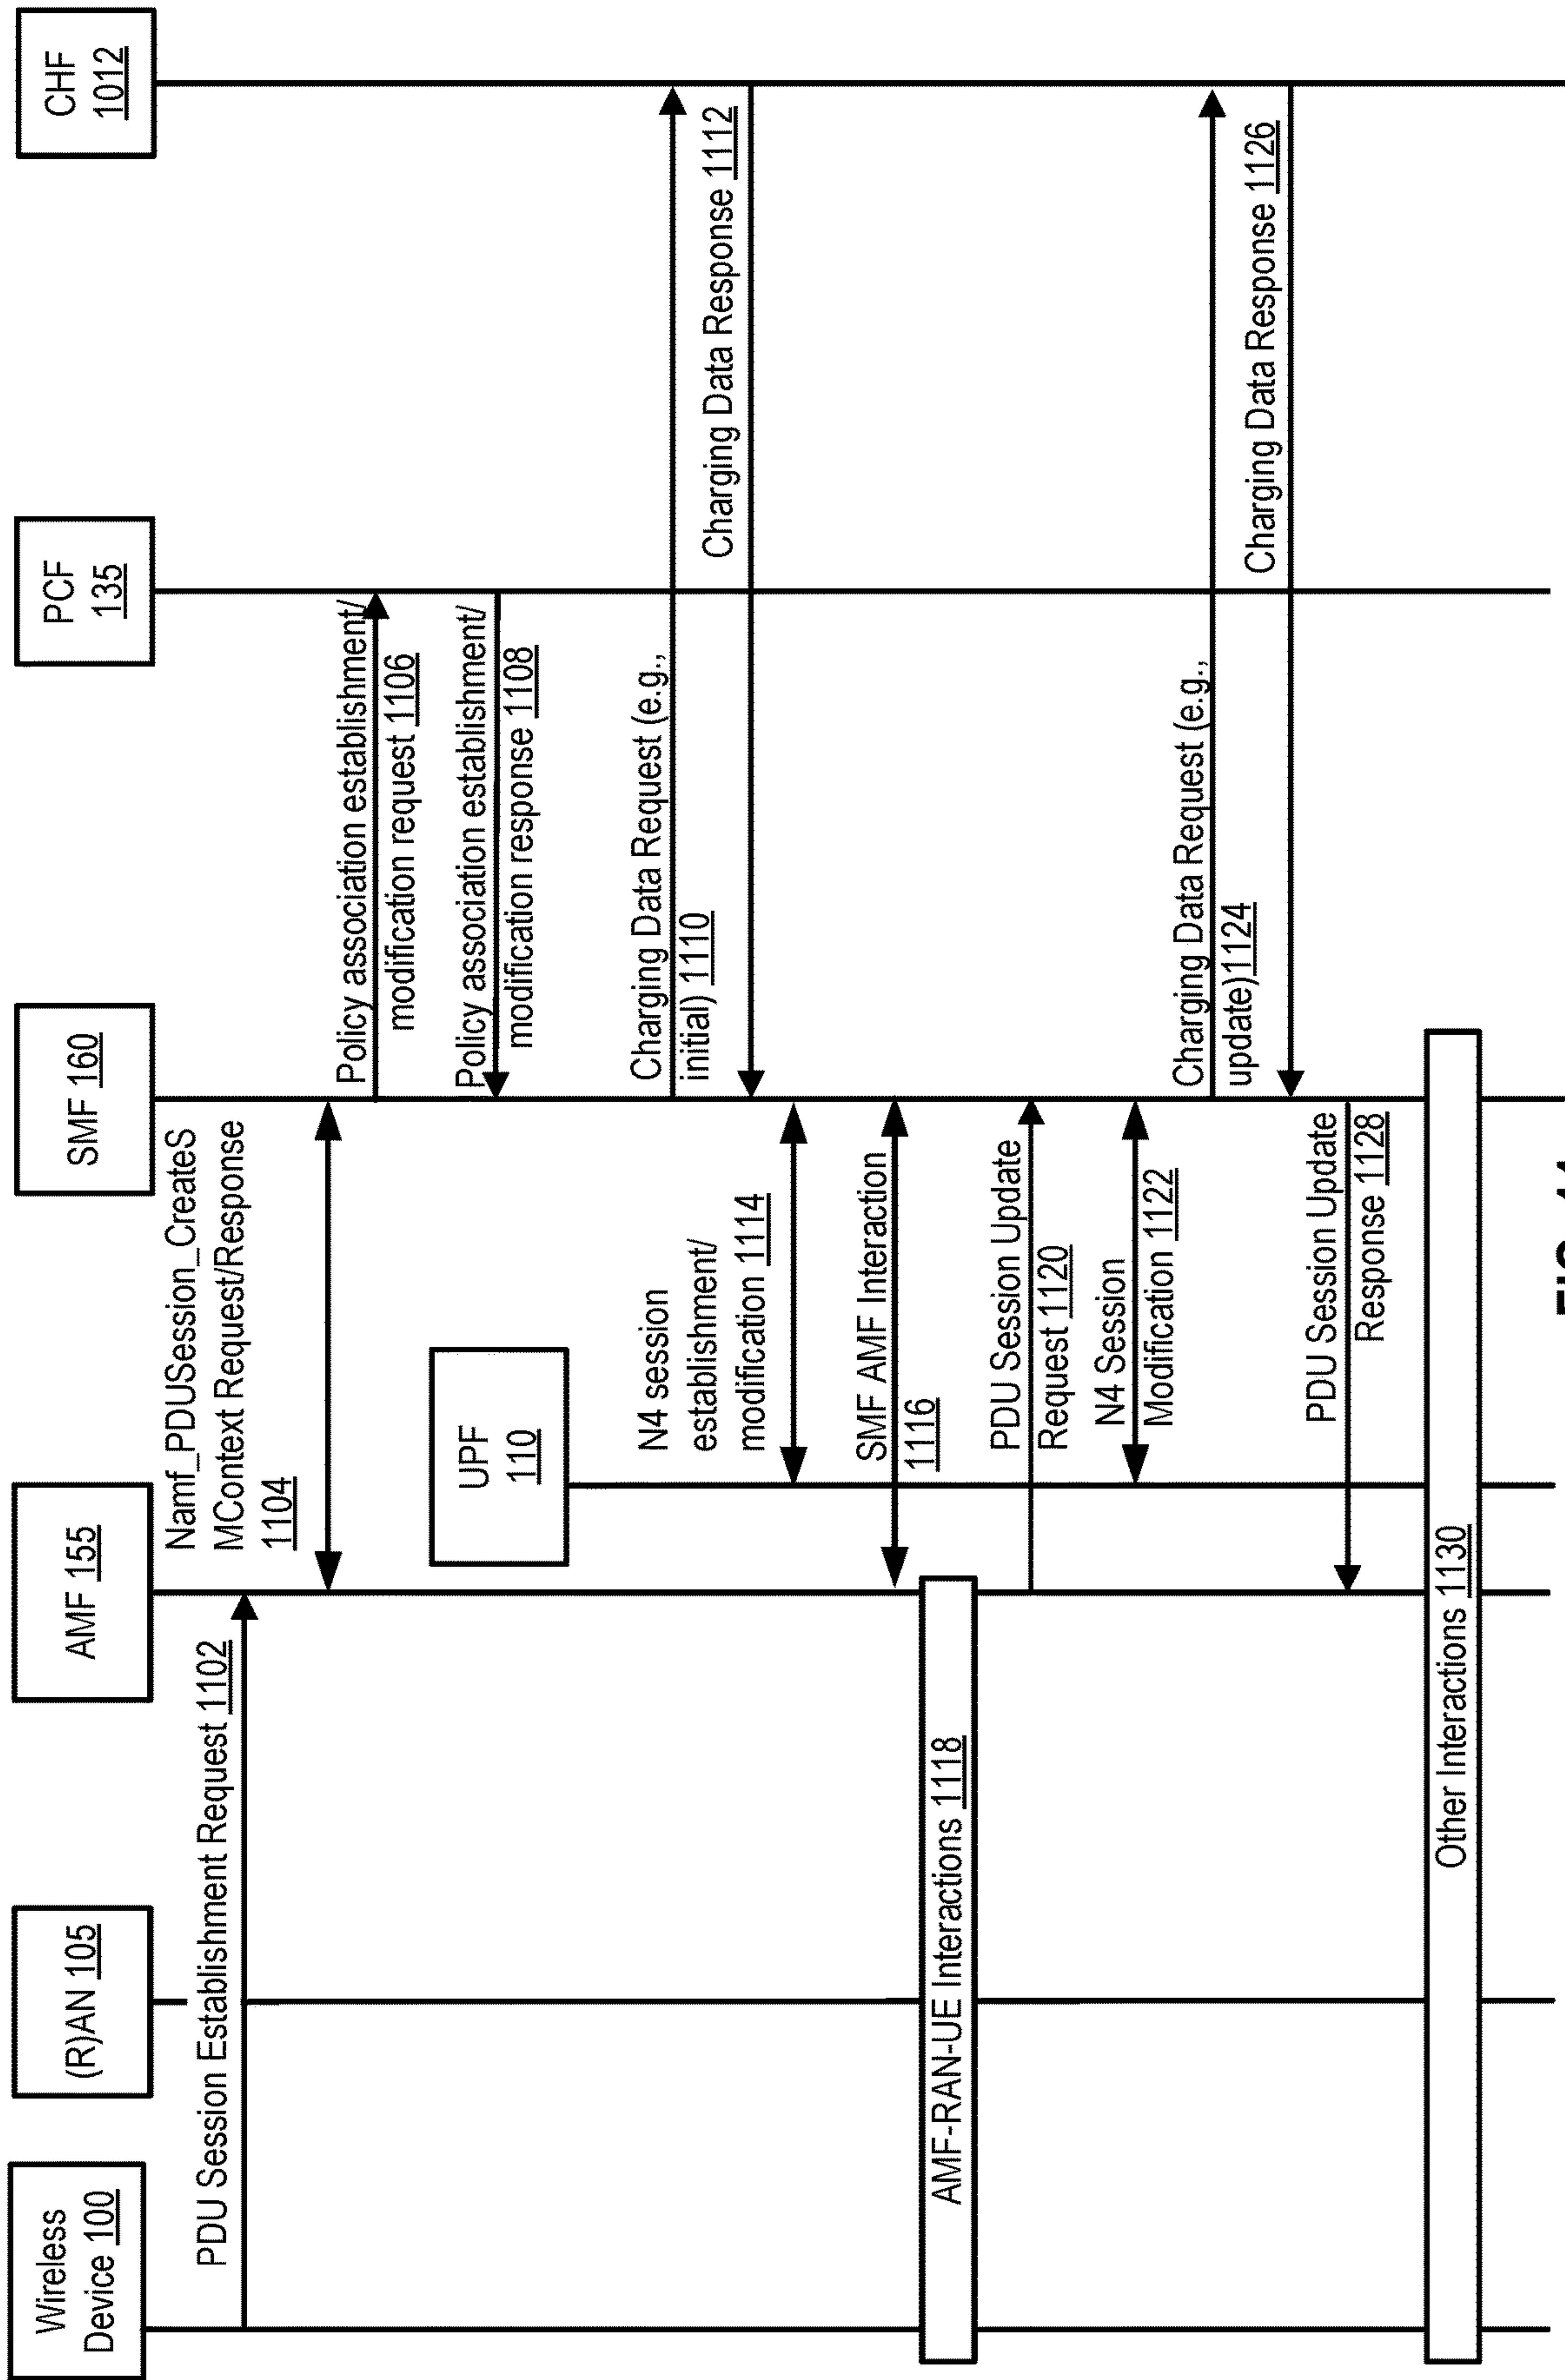 Wireless
Device 100
(R)AN 105
AMF 155
SMF 160
PCF
135
CHF
1012
PDU Session Establishment Request 1102
Namf_PDUSession_CreateS
MContext Request/Response
1104
Policy association establishment/
modification request 1106
Policy association establishment/
modification response 1108
UPF
110
Charging Data Request (e.g.,
initial) 1110
Charging Data Response 1112
N4 session
establishment/
modification 1114
SMF AMF Interaction
1116
AMF-RAN-UE Interactions 1118
PDU Session Update
Request 1120
N4 Session
Modification 1122
Charging Data Request (e.g.,
update)1124
Charging Data Response 1126
PDU Session Update
Response 1128
Other Interactions 1130